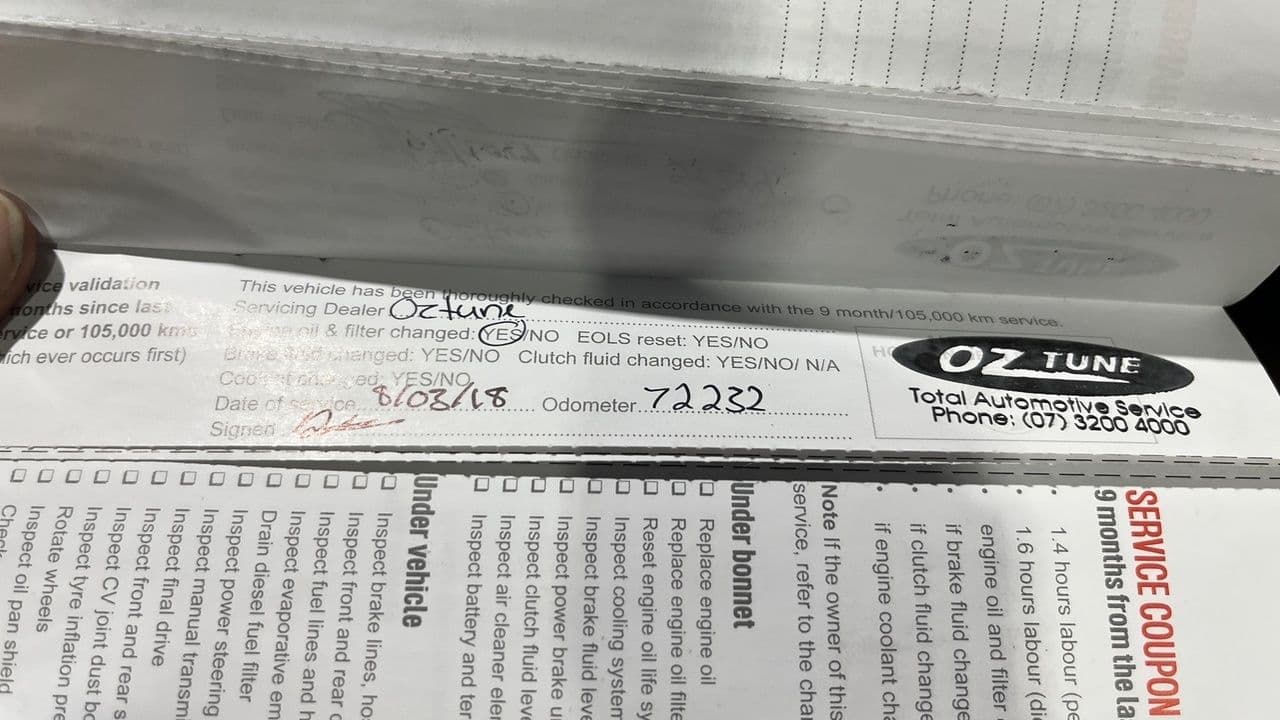 vice validation
months since last
ervice or 105,000 kms
ich ever occurs first)
This vehicle has been thoroughly checked in accordance with the 9 month/105,000 km service.
Servicing Dealer Oztune
Engine oil & filter changed: YES/NO EOLS reset: YES/NO
Brake fluid changed: YES/NO Clutch fluid changed: YES/NO/ N/A
Coolant changed: YES/NO
Date of service 8/03/18 Odometer 72232
Signed
OZ TUNE
Total Automotive Service
Phone: (07) 3200 4000
SERVICE COUPON
9 months from the la
• 1.4 hours labour (pe
• 1.6 hours labour (di
engine oil and filter
• if brake fluid change
• if clutch fluid change
• if engine coolant cha
Note If the owner of this
service, refer to the cha
Under bonnet
Replace engine oil
Replace engine oil filte
Reset engine oil life sy
Inspect cooling system
Inspect brake fluid leve
Inspect power brake u
Inspect clutch fluid leve
Inspect air cleaner eler
Inspect battery and ter
Under vehicle
Inspect brake lines, ho
Inspect front and rear c
Inspect fuel lines and h
Inspect evaporative em
Drain diesel fuel filter
Inspect power steering
Inspect manual transmi
Inspect final drive
Inspect front and rear s
Inspect CV joint dust bo
Inspect tyre inflation pre
Rotate wheels
Inspect oil pan shield
Check